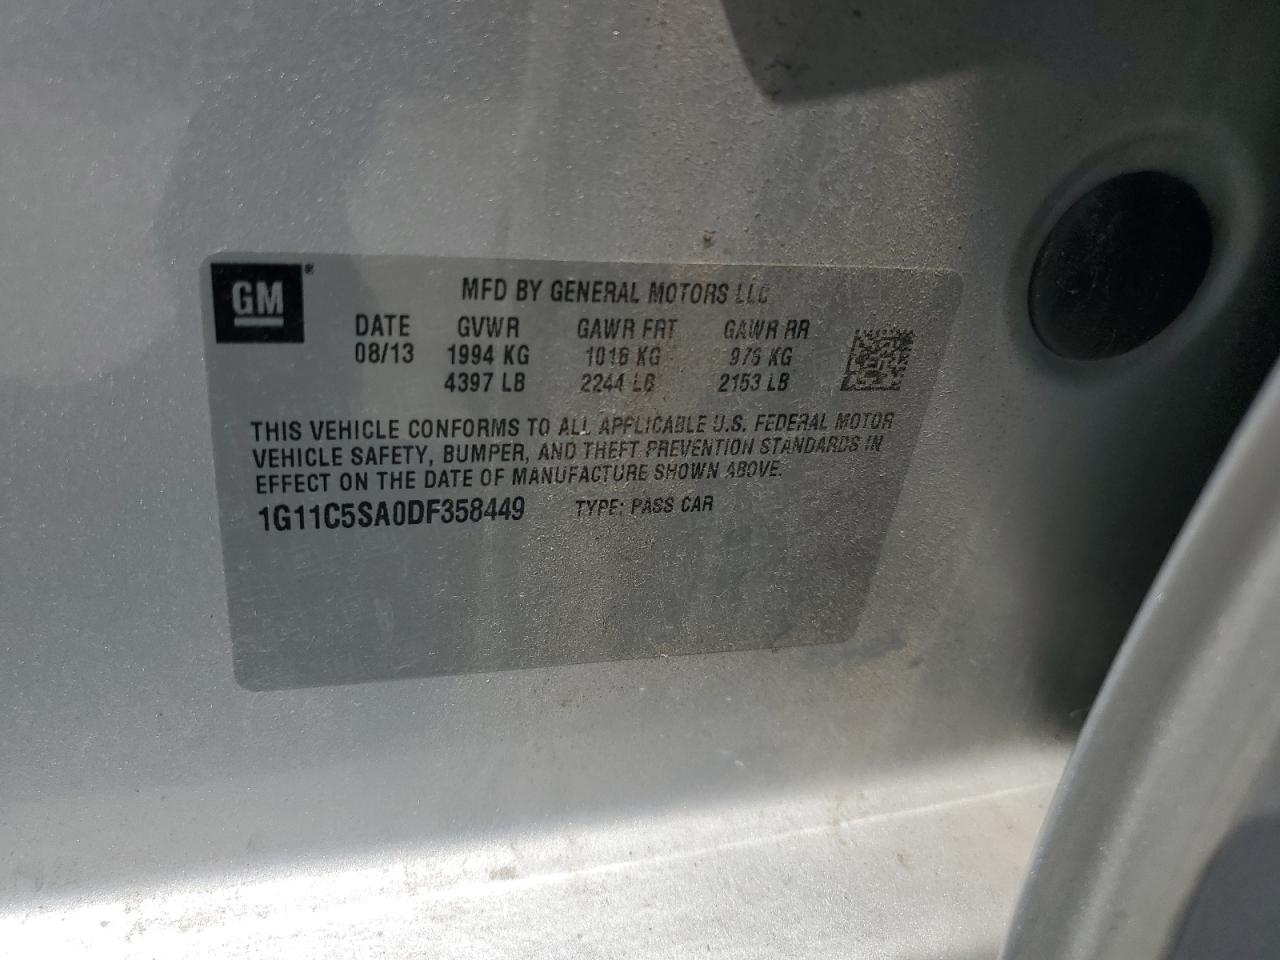 GM®
MFD BY GENERAL MOTORS LLC
DATE GVWR GAWR FRT GAWR RR
08/13 1994 KG 1018 KG 976 KG
4397 LB 2244 LB 2153 LB
THIS VEHICLE CONFORMS TO ALL APPLICABLE U.S. FEDERAL MOTOR
VEHICLE SAFETY, BUMPER, AND THEFT PREVENTION STANDARDS IN
EFFECT ON THE DATE OF MANUFACTURE SHOWN ABOVE.
1G11C5SA0DF358449 TYPE: PASS CAR